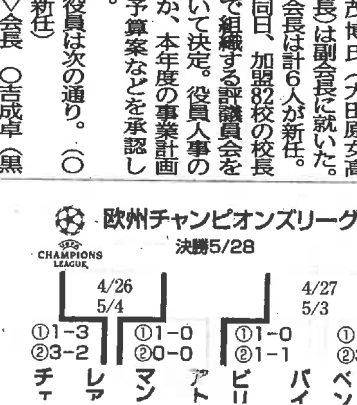 茂博氏（大田原女高
長）は副会長に就いた。
会長は計6人が新任。
同日、加盟82校の校長
で組織する評議員会を
いて決定。役員人事の
か、本年度の事業計画
予算案などを承認し
。
役員は次の通り。（〇
新任）
▽会長　〇吉成卓（黒
欧州チャンピオンズリーグ
UEFA
CHAMPIONS
LEAGUE
決勝5/28
4/26 4/27
5/4 5/3
①1-3 ①1-0 ①1-0 ①
②3-2 ②0-0 ②1-1
チ レア マン アト ビリ バイ ベン